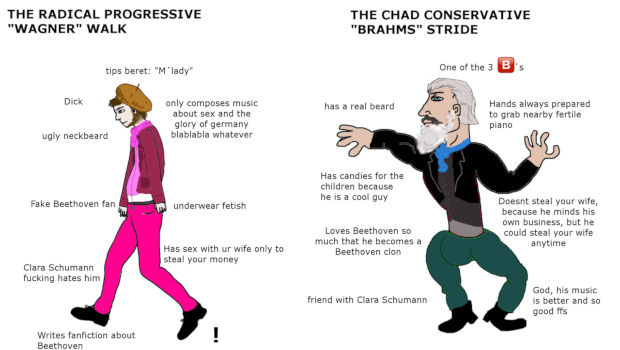 THE RADICAL PROGRESSIVE
"WAGNER" WALK
tips beret: "M´lady"
Dick
only composes music
about sex and the
glory of germany
blablabla whatever
ugly neckbeard
Fake Beethoven fan
underwear fetish
Has sex with ur wife only to
steal your money
Clara Schumann
fucking hates him
Writes fanfiction about
Beethoven
!
THE CHAD CONSERVATIVE
"BRAHMS" STRIDE
One of the 3 B´s
has a real beard
Hands always prepared
to grab nearby fertile
piano
Has candies for the
children because
he is a cool guy
Doesnt steal your wife,
because he minds his
own business, but he
could steal your wife
anytime
Loves Beethoven so
much that he becomes a
Beethoven clon
friend with Clara Schumann
God, his music
is better and so
good ffs